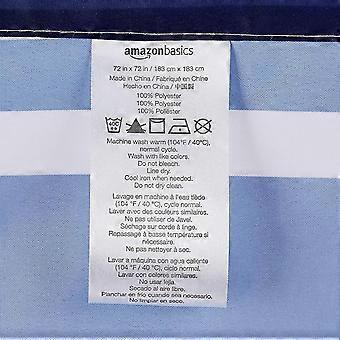 amazonbasics
72 in x 72 in / 183 cm x 183 cm
Made in China / Fabriqué en Chine
Hecho en China / 中国製
100% Polyester
100% Polyester
100% Poliéster
40C
Machine wash warm (104°F / 40°C),
normal cycle.
Wash with like colors.
Do not bleach.
Line dry.
Cool iron when needed.
Do not dry clean.
Lavage en machine à l'eau tiède
(104 °F / 40 °C), cycle normal.
Laver avec des couleurs similaires.
Ne pas utiliser de Javel.
Séchage sur corde à linge.
Repassage à basse température si
nécessaire.
Ne pas nettoyer à sec.
Lavar a máquina con agua caliente
(104 °F / 40 °C), ciclo normal.
Lavar con colores similares.
No usar lejía.
Secado al aire libre.
Planchar en frío cuando sea necesario.
No limpiar en seco.